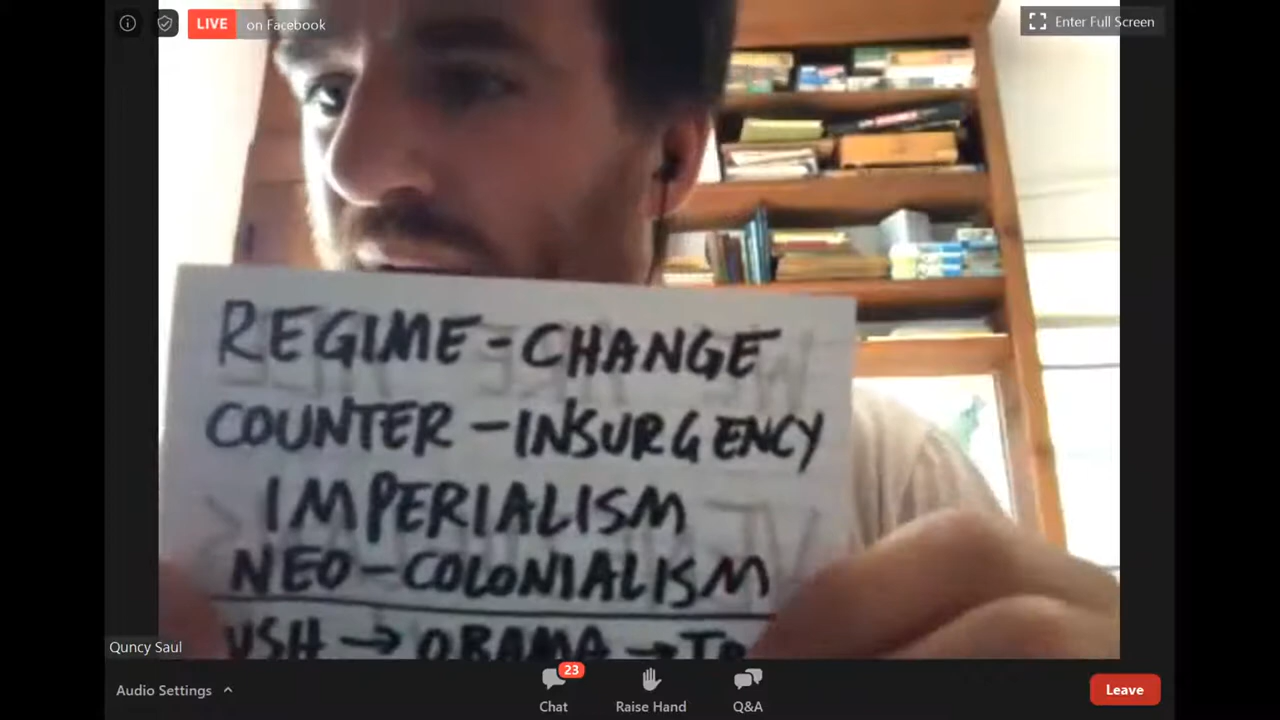 LIVE on Facebook
Enter Full Screen
REGIME-CHANGE
COUNTER-INSURGENCY
IMPERIALISM
NEO-COLONIALISM
USH → OBAMA →
Quncy Saul
Audio Settings
23
Chat
Raise Hand
Q&A
Leave